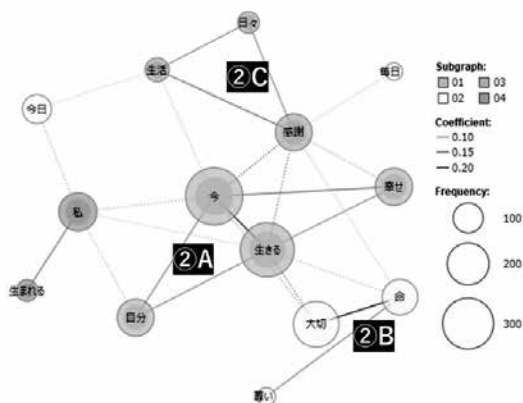 日々
生活
②C
毎日
今日
感謝
私
今
幸せ
生きる
②A
生まれる
自分
大切
命
②B
尊い
Subgraph:
01
03
02
04
Coefficient:
0.10
0.15
0.20
Frequency:
100
200
300